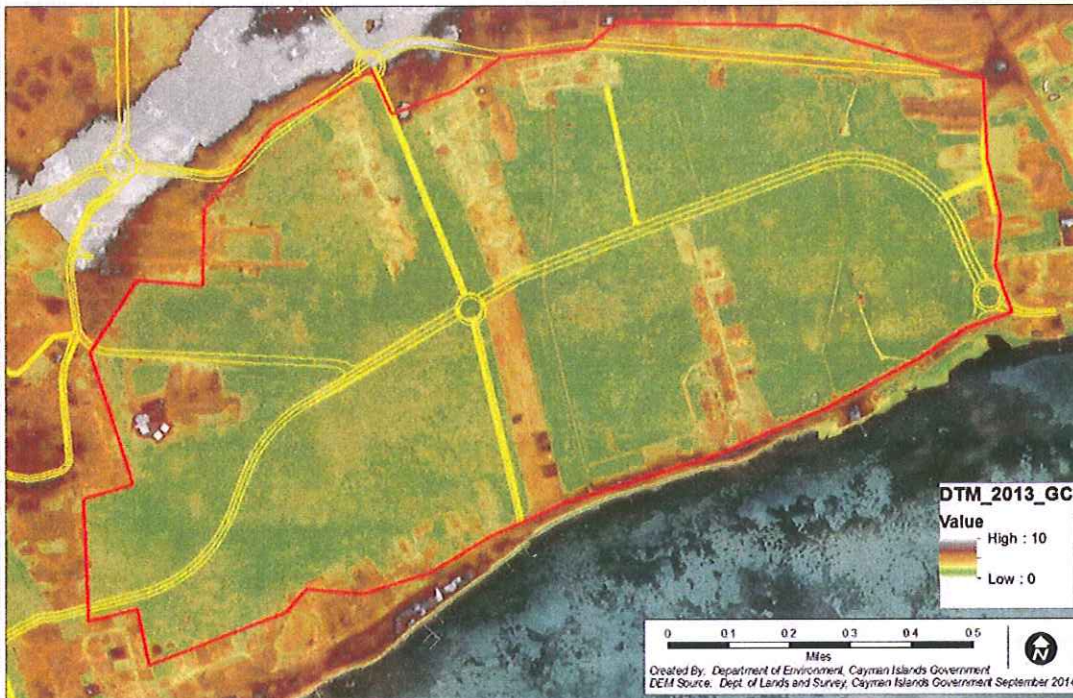 DTM_2013_GC
Value
High : 10
Low : 0
0 0.1 0.2 0.3 0.4 0.5
Miles
N
Created By: Department of Environment, Cayman Islands Government
DEM Source: Dept. of Lands and Survey, Cayman Islands Government September 2014